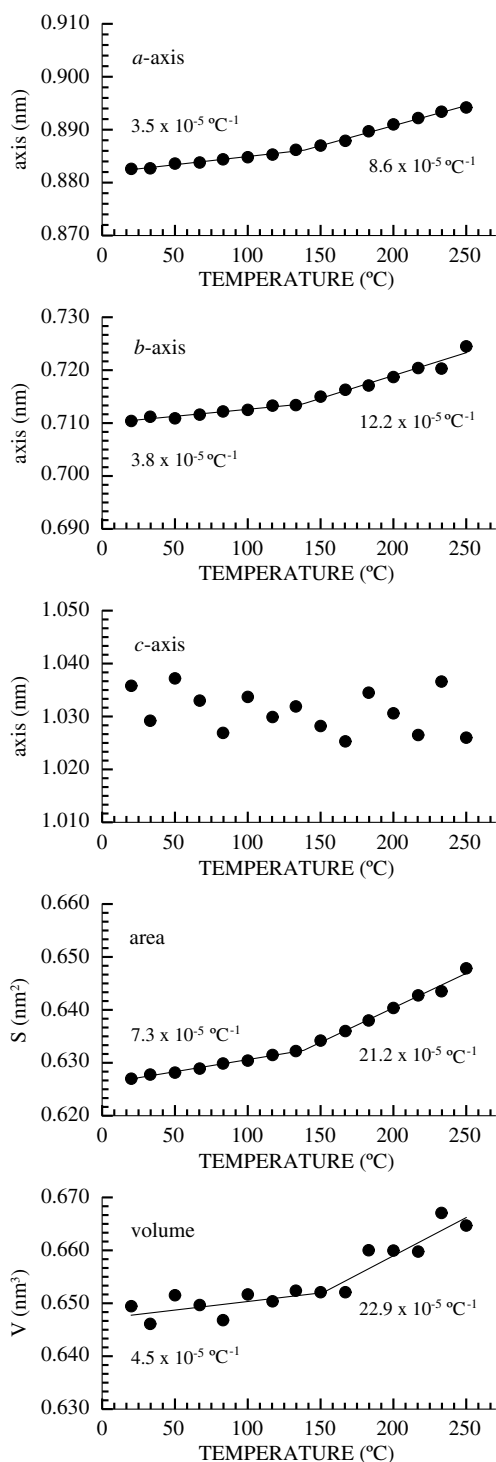 0.910
a-axis
0.900
3.5 x 10⁻⁵ ºC⁻¹
0.890
8.6 x 10⁻⁵ ºC⁻¹
0.880
0.870
axis (nm)
0 50 100 150 200 250
TEMPERATURE (ºC)
0.730
b-axis
0.720
12.2 x 10⁻⁵ ºC⁻¹
0.710
3.8 x 10⁻⁵ ºC⁻¹
0.700
0.690
axis (nm)
0 50 100 150 200 250
TEMPERATURE (ºC)
1.050
c-axis
1.040
1.030
1.020
1.010
axis (nm)
0 50 100 150 200 250
TEMPERATURE (ºC)
0.660
area
0.650
0.640
7.3 x 10⁻⁵ ºC⁻¹
0.630
21.2 x 10⁻⁵ ºC⁻¹
0.620
S (nm²)
0 50 100 150 200 250
TEMPERATURE (ºC)
0.670
volume
0.660
0.650
22.9 x 10⁻⁵ ºC⁻¹
4.5 x 10⁻⁵ ºC⁻¹
0.640
0.630
V (nm³)
0 50 100 150 200 250
TEMPERATURE (ºC)